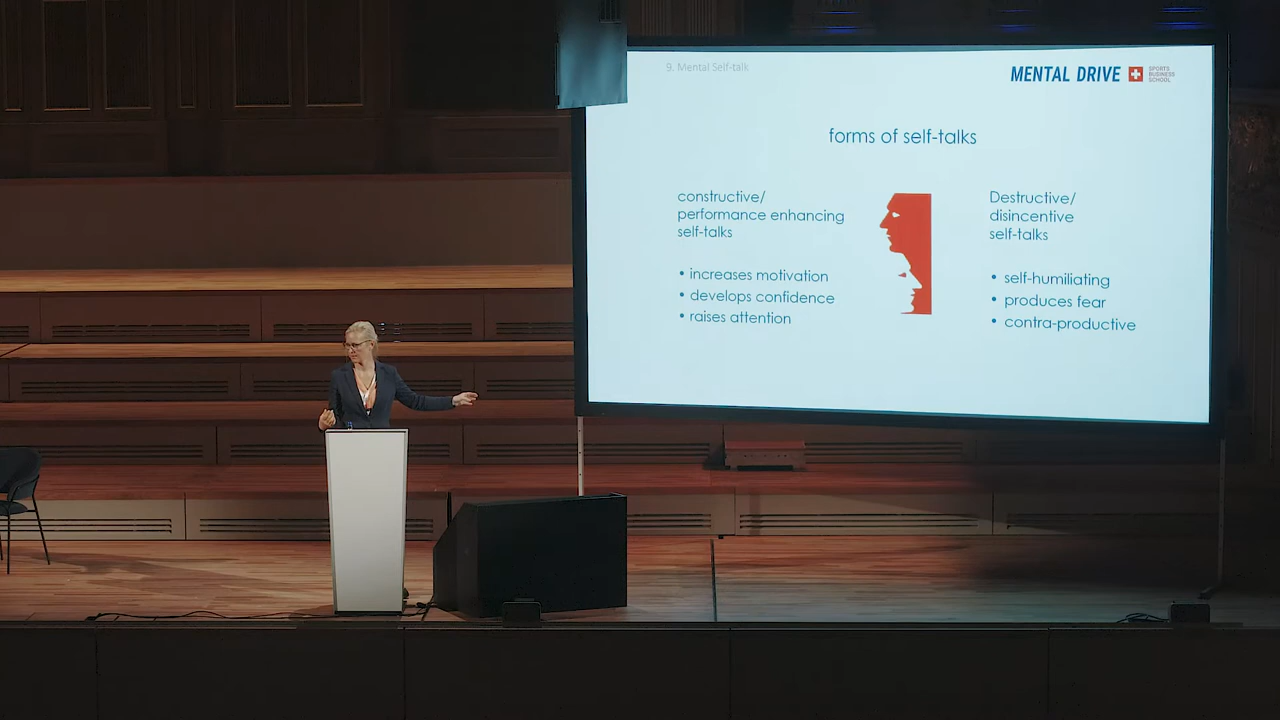 9. Mental Self-talk
MENTAL DRIVE
SPORTS
BUSINESS
SCHOOL
forms of self-talks
constructive/
performance enhancing
self-talks
• increases motivation
• develops confidence
• raises attention
Destructive/
disincentive
self-talks
• self-humiliating
• produces fear
• contra-productive